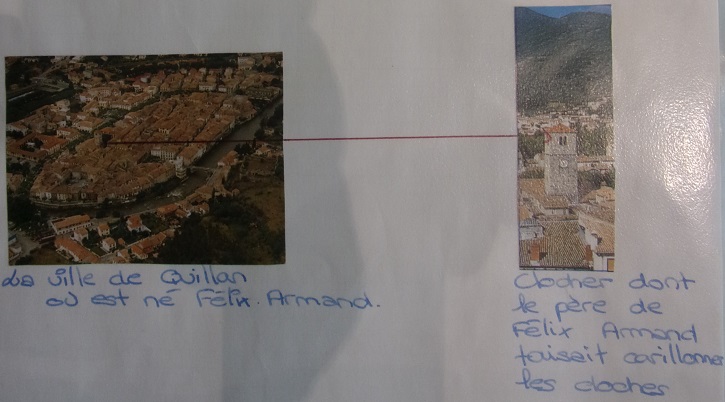 La ville de Quillan
où est né Félix. Armand.
Clocher dont
le père de
Félix Armand
faisait carillonner
les cloches